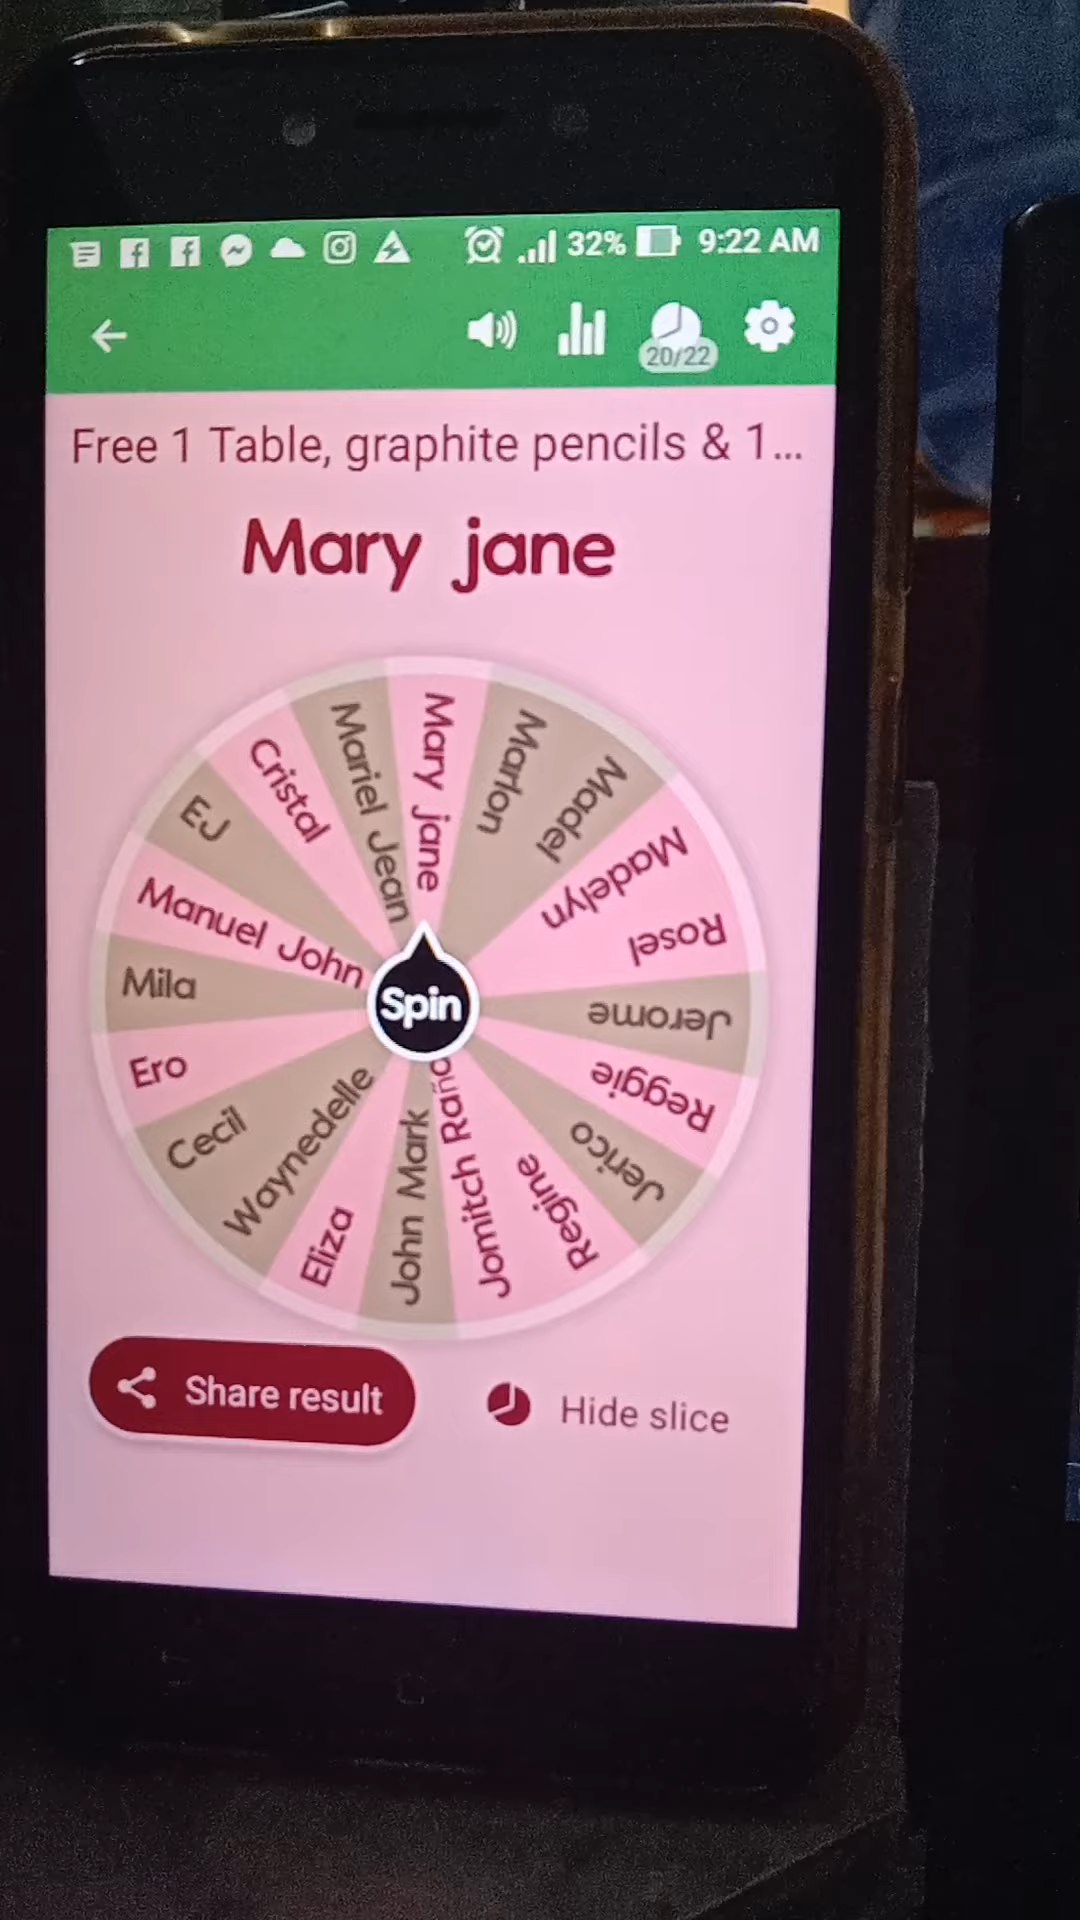 32% 9:22 AM
20/22
Free 1 Table, graphite pencils & 1...
Mary jane
Mary jane
Marlon
Madel
Madelyn
Rosel
Jerome
Reggie
Jerico
Regine
Jomitch Raño
John Mark
Eliza
Waynedelle
Cecil
Ero
Mila
Manuel John
EJ
Cristal
Mariel Jean
Spin
Share result
Hide slice